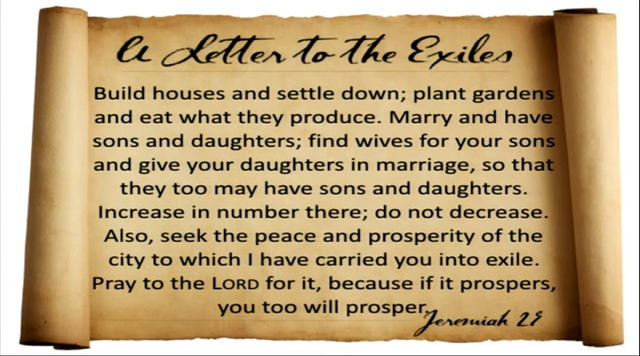 A Letter to the Exiles
Build houses and settle down; plant gardens
and eat what they produce. Marry and have
sons and daughters; find wives for your sons
and give your daughters in marriage, so that
they too may have sons and daughters.
Increase in number there; do not decrease.
Also, seek the peace and prosperity of the
city to which I have carried you into exile.
Pray to the LORD for it, because if it prospers,
you too will prosper.
Jeremiah 29